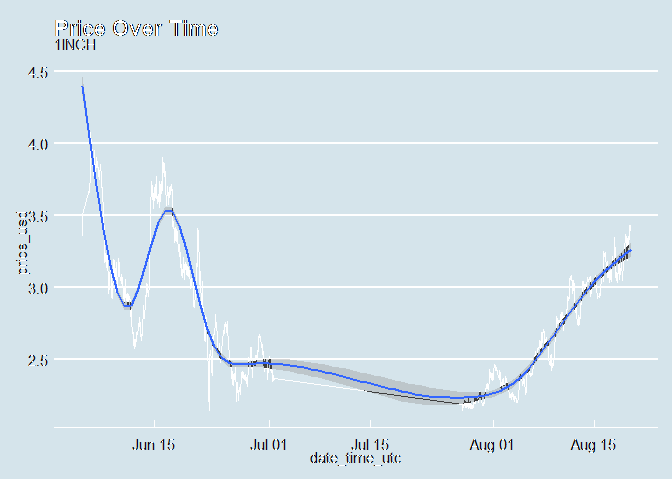 Price Over Time
1INCH
4.5
4.0
3.5
3.0
2.5
price_usd
Jun 15
Jul 01
Jul 15
Aug 01
Aug 15
date_time_utc